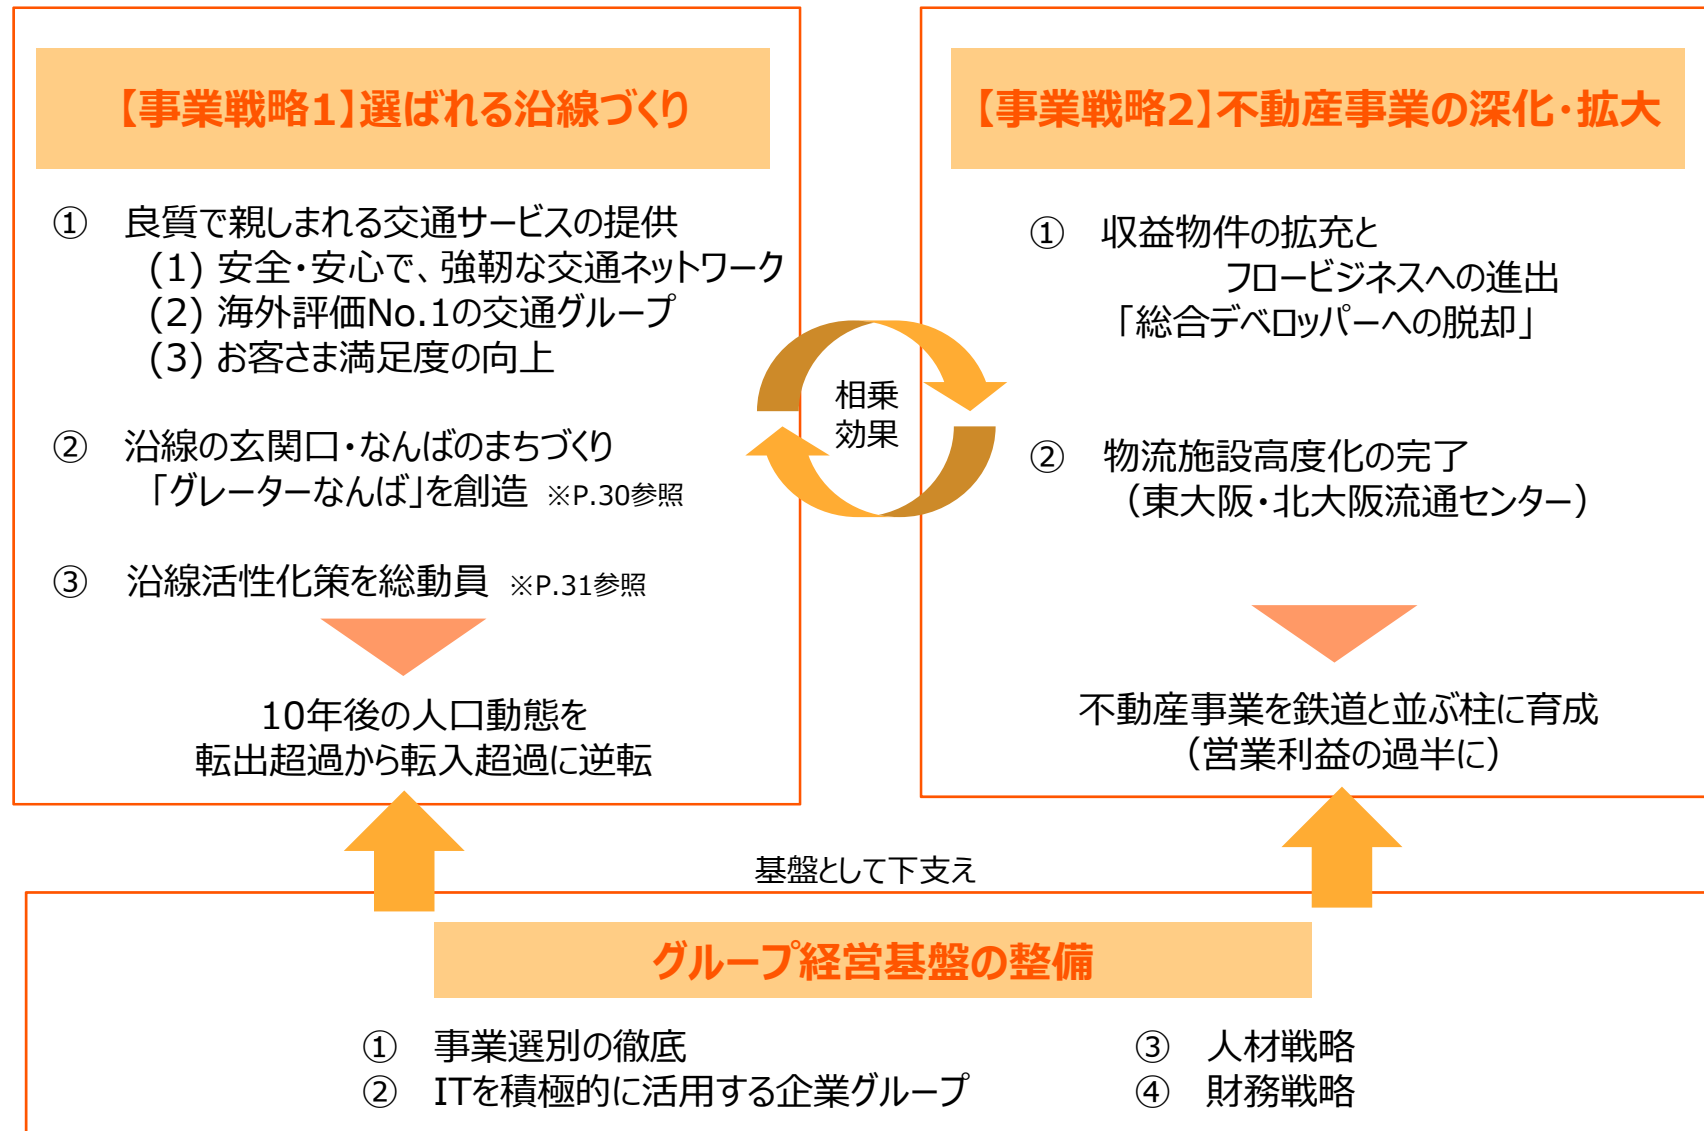 【事業戦略1】選ばれる沿線づくり
① 良質で親しまれる交通サービスの提供
(1) 安全・安心で、強靭な交通ネットワーク
(2) 海外評価No.1の交通グループ
(3) お客さま満足度の向上
② 沿線の玄関口・なんばのまちづくり
「グレーターなんば」を創造 ※P.30参照
③ 沿線活性化策を総動員 ※P.31参照
10年後の人口動態を
転出超過から転入超過に逆転
相乗
効果
【事業戦略2】不動産事業の深化・拡大
① 収益物件の拡充と
フロービジネスへの進出
「総合デベロッパーへの脱却」
② 物流施設高度化の完了
（東大阪・北大阪流通センター）
不動産事業を鉄道と並ぶ柱に育成
（営業利益の過半に）
基盤として下支え
グループ経営基盤の整備
① 事業選別の徹底
② ITを積極的に活用する企業グループ
③ 人材戦略
④ 財務戦略